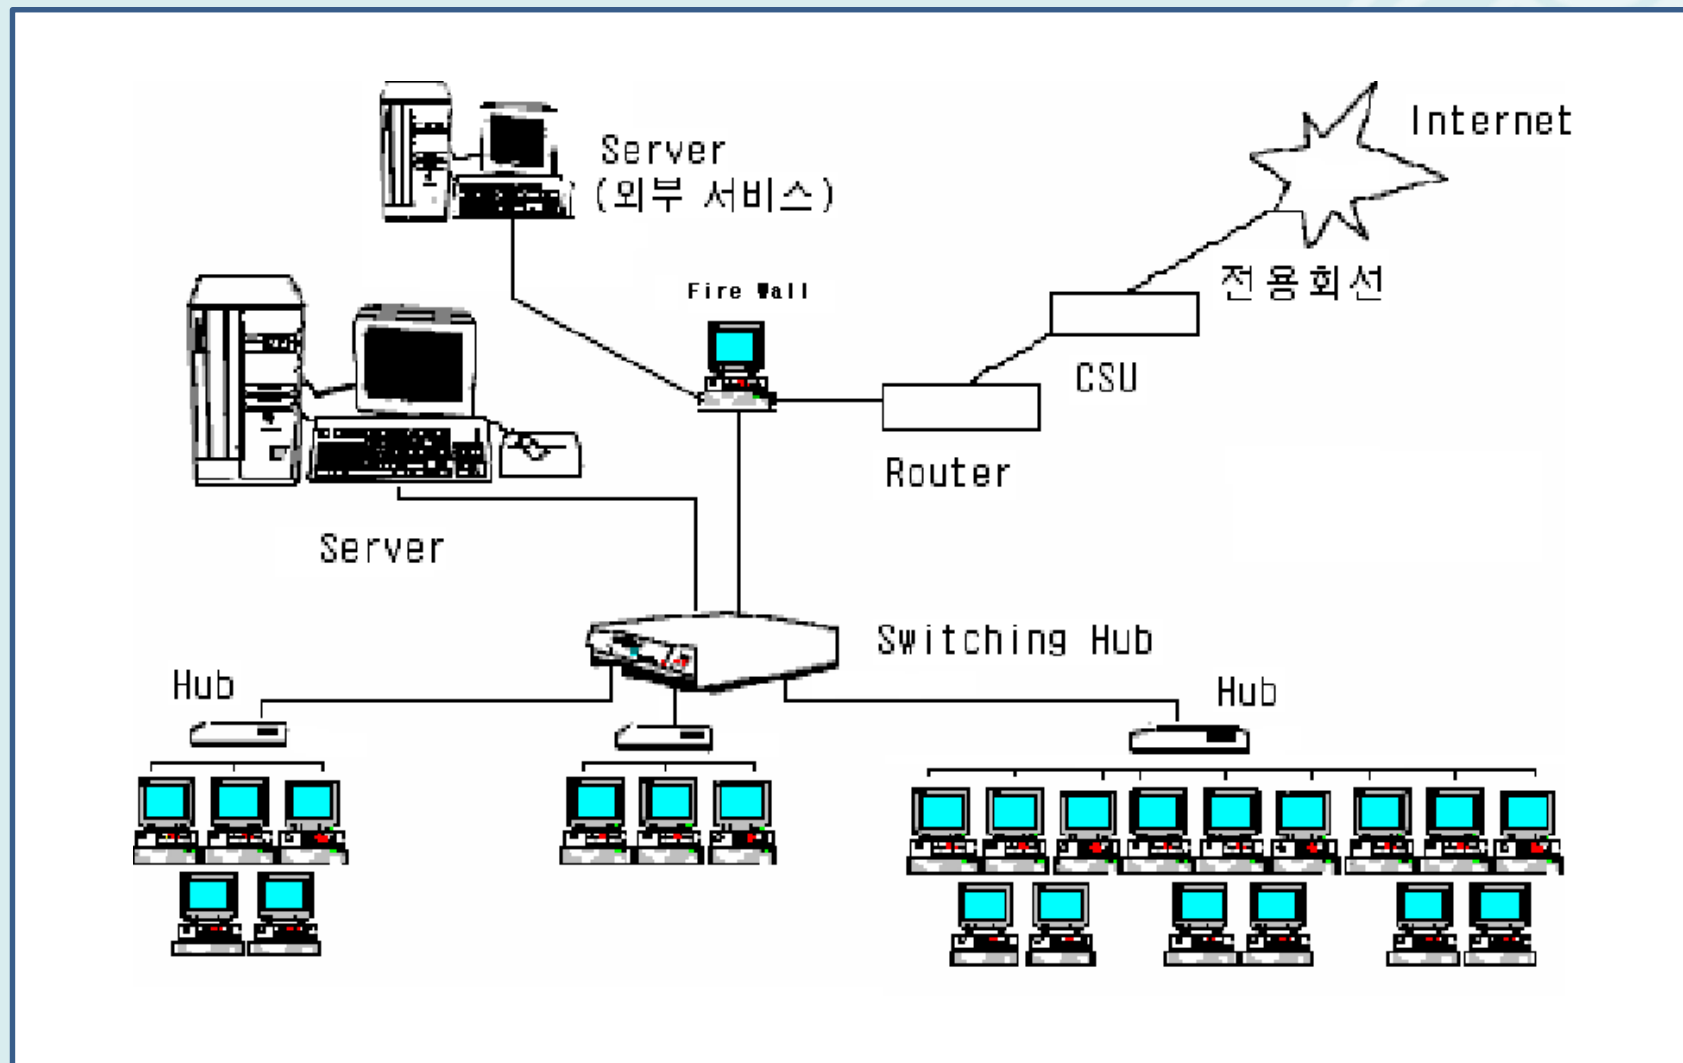 Internet
Server
(외부 서비스)
전용회선
Fire Wall
CSU
Router
Server
Switching Hub
Hub
Hub